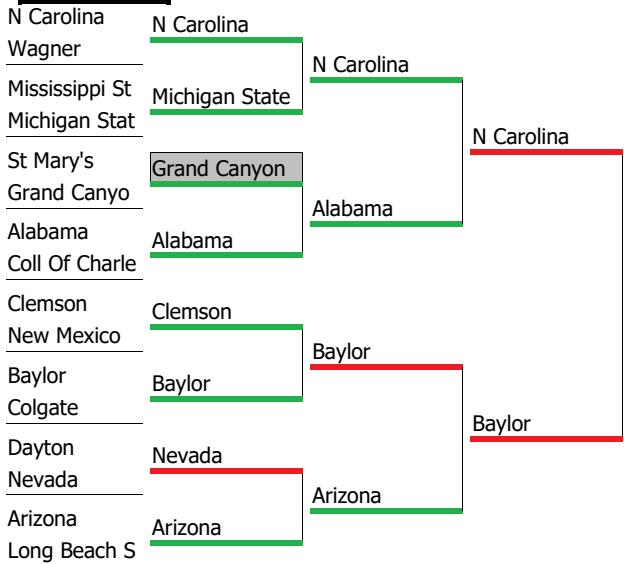 N Carolina
Wagner
Mississippi St
Michigan Stat
St Mary's
Grand Canyo
Alabama
Coll Of Charle
Clemson
New Mexico
Baylor
Colgate
Dayton
Nevada
Arizona
Long Beach S
N Carolina
Michigan State
Grand Canyon
Alabama
Clemson
Baylor
Nevada
Arizona
N Carolina
Alabama
Baylor
Arizona
N Carolina
Baylor